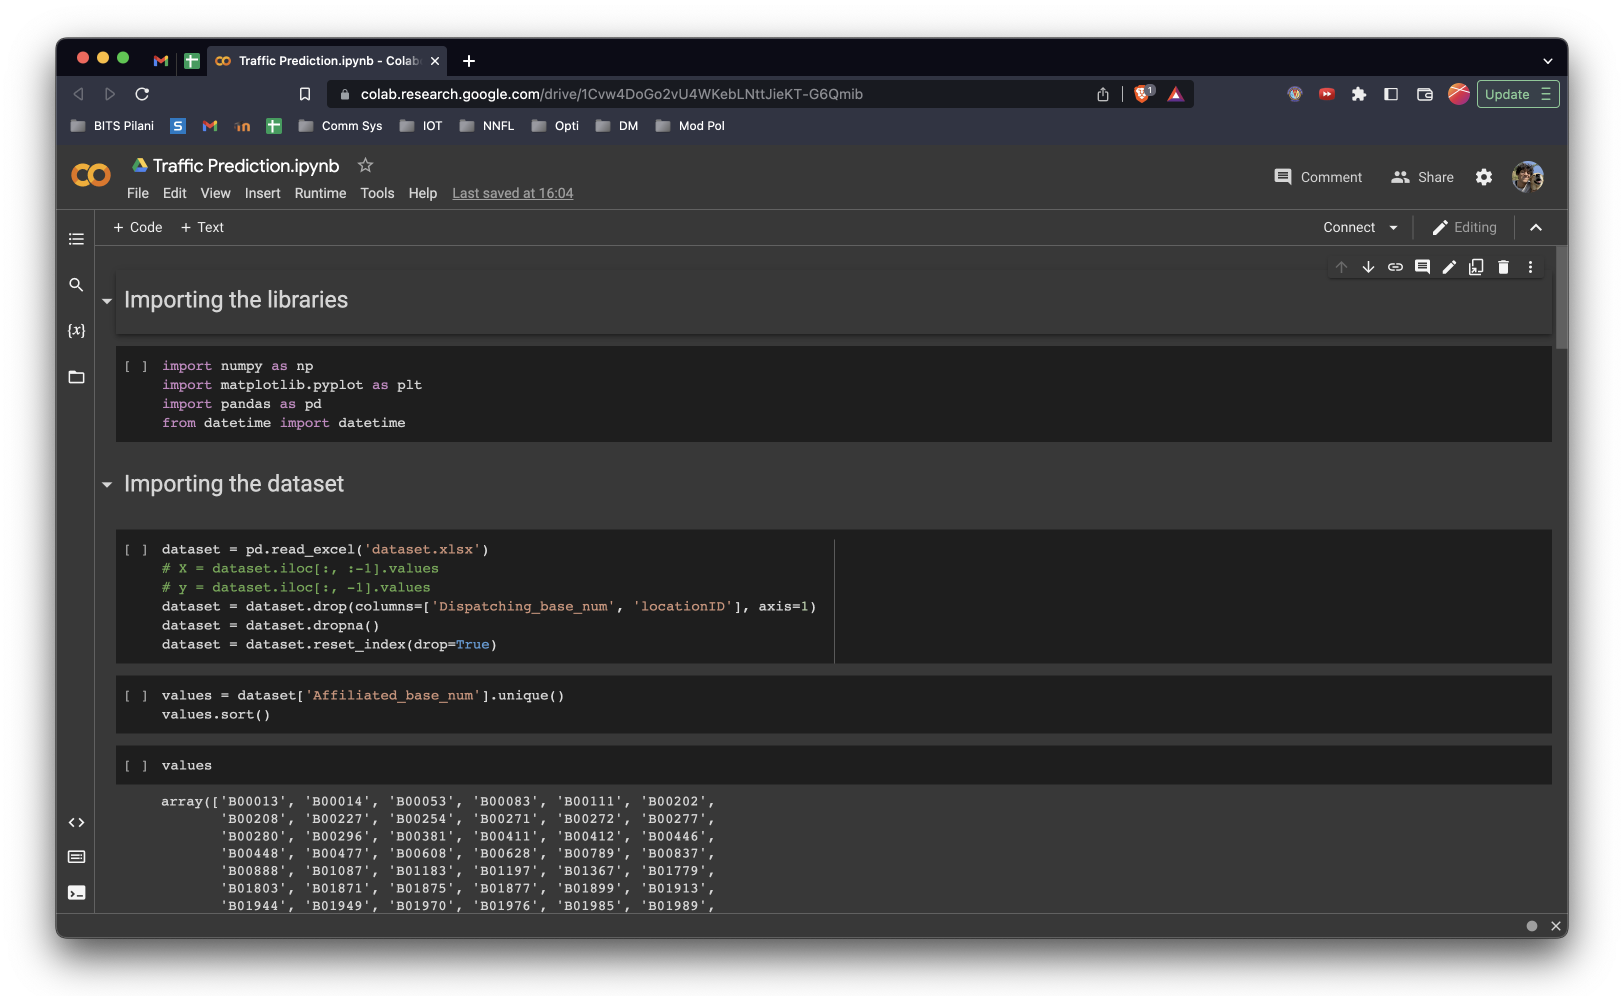 Traffic Prediction.ipynb - Colab
colab.research.google.com/drive/1Cvw4DoGo2vU4WKebLNttJieKT-G6Qmib
1
Update
BITS Pilani
S
Comm Sys
IOT
NNFL
Opti
DM
Mod Pol
Traffic Prediction.ipynb
Comment
Share
File Edit View Insert Runtime Tools Help Last saved at 16:04
+ Code + Text
Connect
Editing
Importing the libraries
{x}
[ ] import numpy as np
import matplotlib.pyplot as plt
import pandas as pd
from datetime import datetime
Importing the dataset
[ ] dataset = pd.read_excel('dataset.xlsx')
# X = dataset.iloc[:, :-1].values
# y = dataset.iloc[:, -1].values
dataset = dataset.drop(columns=['Dispatching_base_num', 'locationID'], axis=1)
dataset = dataset.dropna()
dataset = dataset.reset_index(drop=True)
[ ] values = dataset['Affiliated_base_num'].unique()
values.sort()
[ ] values
array(['B00013', 'B00014', 'B00053', 'B00083', 'B00111', 'B00202',
'B00208', 'B00227', 'B00254', 'B00271', 'B00272', 'B00277',
'B00280', 'B00296', 'B00381', 'B00411', 'B00412', 'B00446',
'B00448', 'B00477', 'B00608', 'B00628', 'B00789', 'B00837',
'B00888', 'B01087', 'B01183', 'B01197', 'B01367', 'B01779',
'B01803', 'B01871', 'B01875', 'B01877', 'B01899', 'B01913',
'B01944', 'B01949', 'B01970', 'B01976', 'B01985', 'B01989',